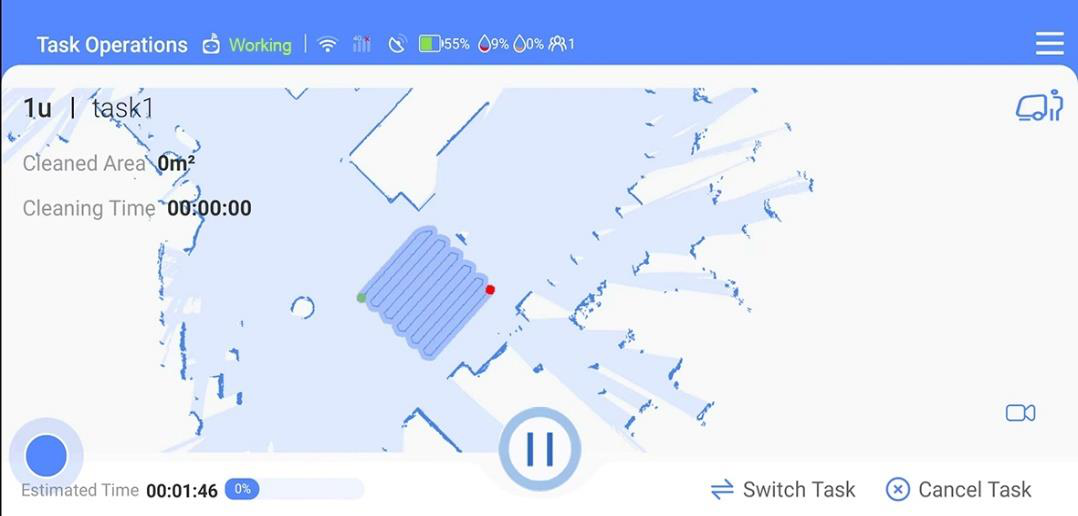 Task Operations Working 55% 9% 0% 1
1u | task1
Cleaned Area 0m²
Cleaning Time 00:00:00
Estimated Time 00:01:46 0%
Switch Task
Cancel Task